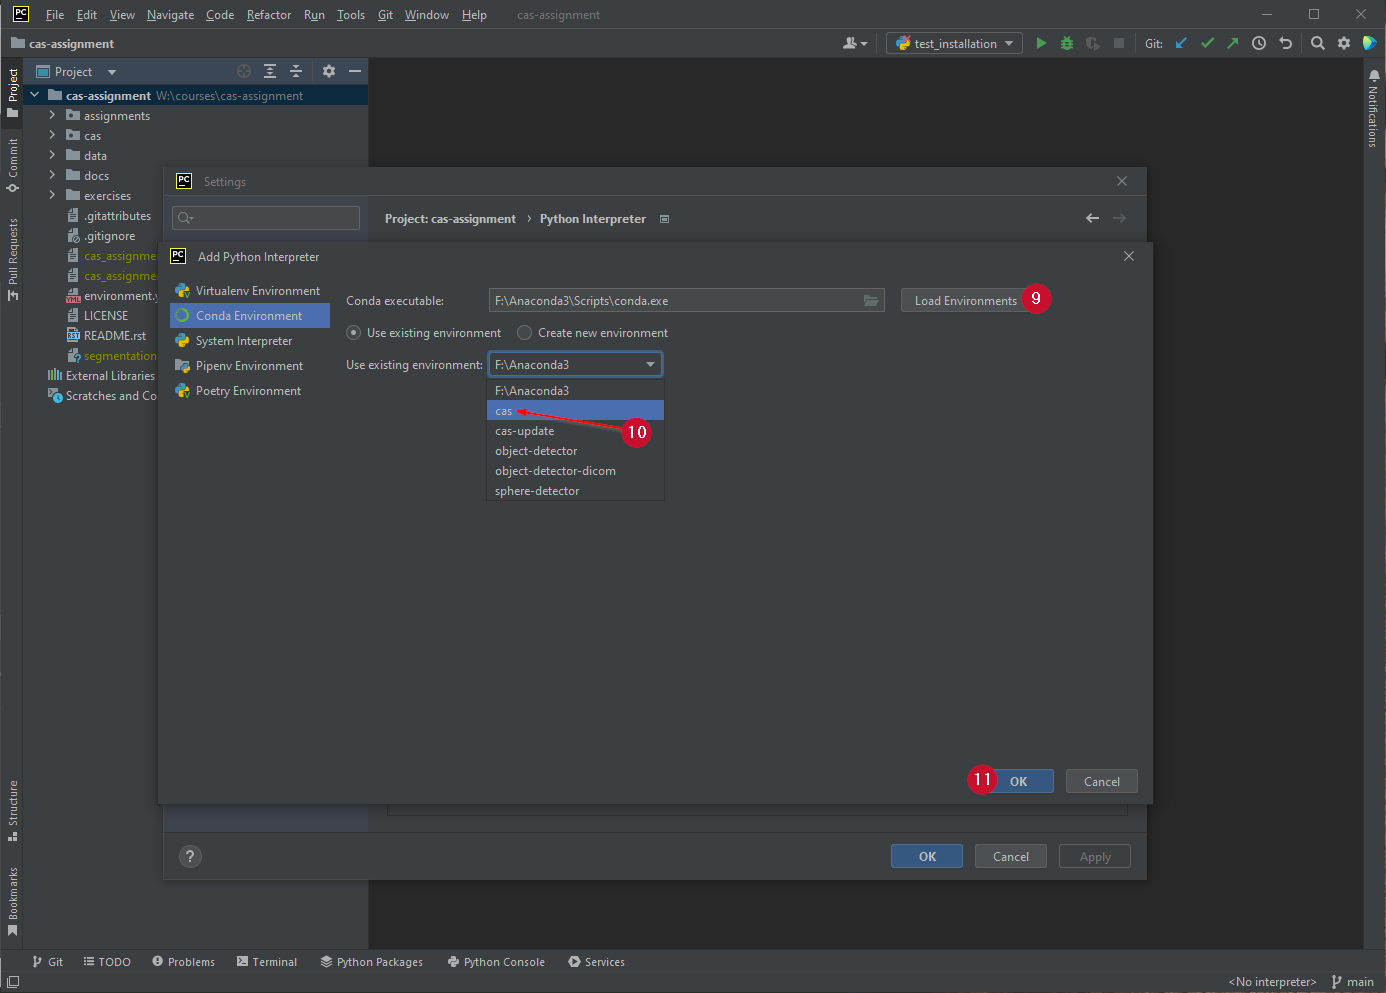 PC File Edit View Navigate Code Refactor Run Tools Git Window Help cas-assignment
cas-assignment test_installation Git:
Project
Project
cas-assignment W:\courses\cas-assignment
assignments
cas
data
docs
exercises
.gitattributes
.gitignore
cas_assignme
cas_assignme
YML environment.y
LICENSE
RST README.rst
segmentation
External Libraries
Scratches and Co
Commit
Pull Requests
Structure
Bookmarks
Notifications
PC Settings
Project: cas-assignment › Python Interpreter
PC Add Python Interpreter
Virtualenv Environment
Conda Environment
System Interpreter
Pipenv Environment
Poetry Environment
Conda executable: F:\Anaconda3\Scripts\conda.exe Load Environments 9
Use existing environment Create new environment
Use existing environment: F:\Anaconda3
F:\Anaconda3
cas
10
cas-update
object-detector
object-detector-dicom
sphere-detector
11 OK Cancel
? OK Cancel Apply
Git TODO Problems Terminal Python Packages Python Console Services
<No interpreter> main